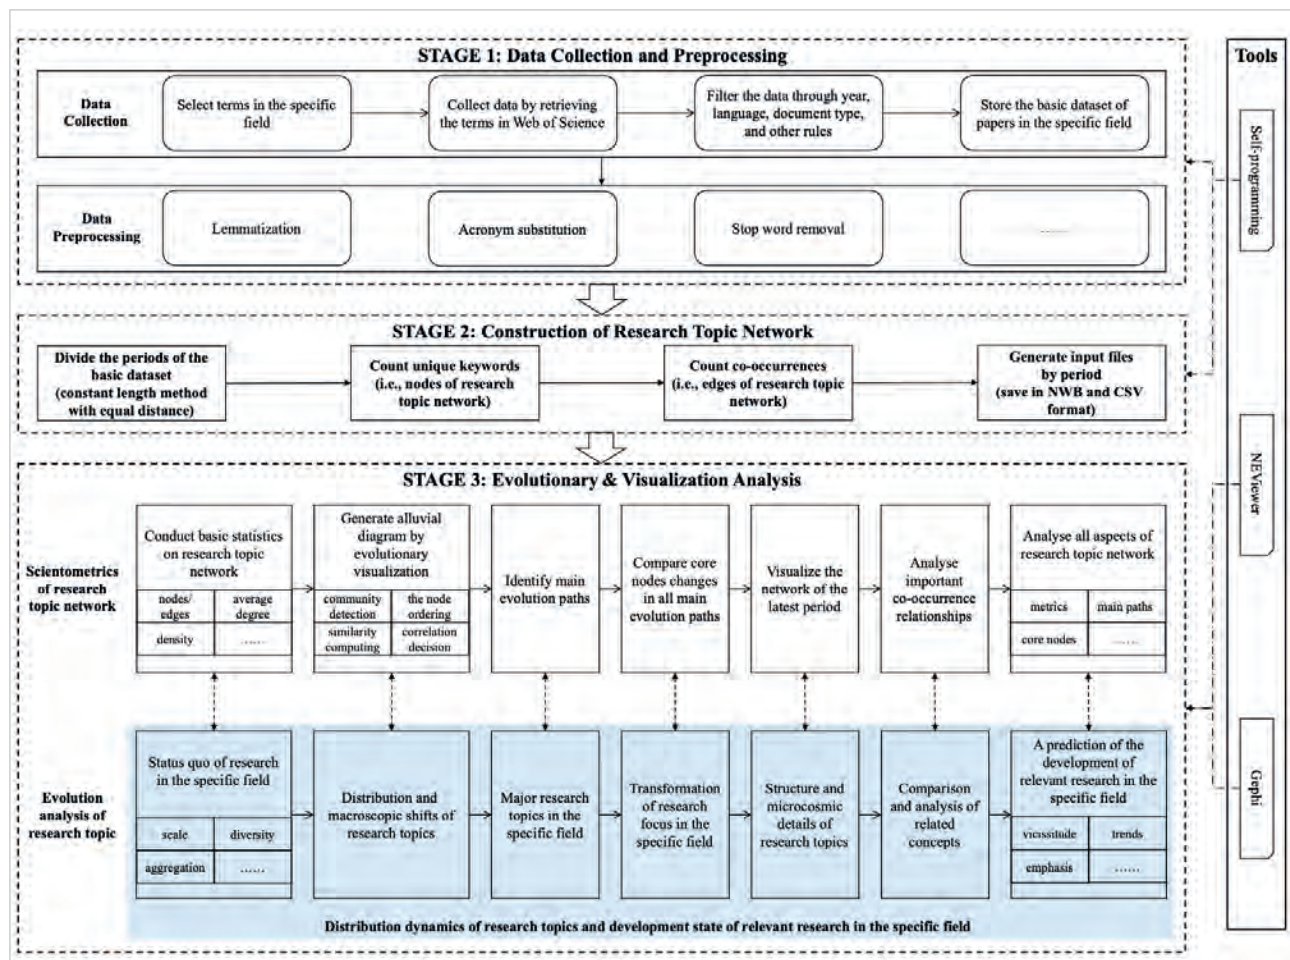 STAGE 1: Data Collection and Preprocessing
Data
Collection
Select terms in the specific
field
Collect data by retrieving
the terms in Web of Science
Filter the data through year,
language, document type,
and other rules
Store the basic dataset of
papers in the specific field
Data
Preprocessing
Lemmatization
Acronym substitution
Stop word removal
……
STAGE 2: Construction of Research Topic Network
Divide the periods of the
basic dataset
(constant length method
with equal distance)
Count unique keywords
(i.e., nodes of research
topic network)
Count co-occurrences
(i.e., edges of research topic
network)
Generate input files
by period
(save in NWB and CSV
format)
STAGE 3: Evolutionary & Visualization Analysis
Scientometrics
of research
topic network
Conduct basic statistics
on research topic
network
nodes/
edges
average
degree
density
……
Generate alluvial
diagram by
evolutionary
visualization
community
detection
the node
ordering
similarity
computing
correlation
decision
Identify main
evolution paths
Compare core
nodes changes
in all main
evolution paths
Visualize the
network of the
latest period
Analyse
important
co-occurrence
relationships
Analyse all aspects of
research topic network
metrics
main paths
core nodes
……
Evolution
analysis of
research topic
Status quo of research
in the specific field
scale
diversity
aggregation
……
Distribution and
macroscopic shifts of
research topics
Major research
topics in the
specific field
Transformation
of research
focus in the
specific field
Structure and
microcosmic
details of
research topics
Comparison
and analysis of
related
concepts
A prediction of the
development of
relevant research in the
specific field
vicissitude
trends
emphasis
……
Distribution dynamics of research topics and development state of relevant research in the specific field
Tools
Self-programming
NEViewer
Gephi